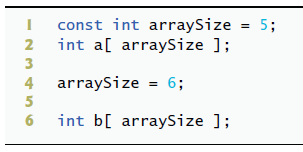 1 const int arraySize = 5;
2 int a[ arraySize ];
3
4 arraySize = 6;
5
6 int b[ arraySize ];